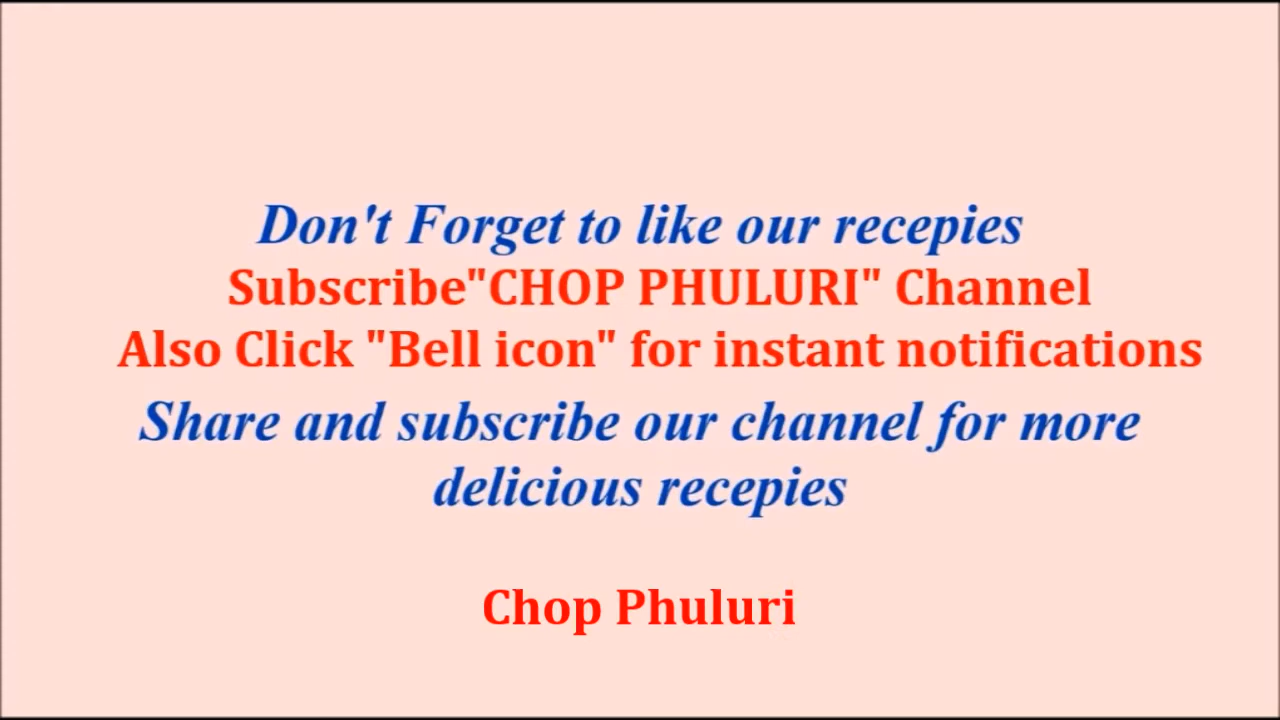 Don't Forget to like our recepies
Subscribe"CHOP PHULURI" Channel
Also Click "Bell icon" for instant notifications
Share and subscribe our channel for more
delicious recepies
Chop Phuluri